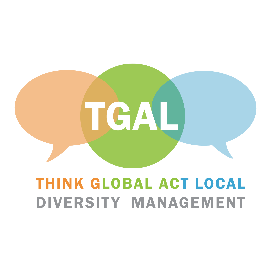 TGAL
THINK GLOBAL ACT LOCAL
DIVERSITY MANAGEMENT